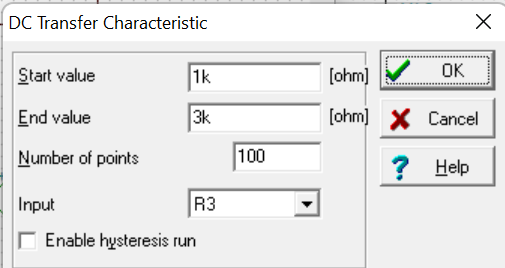 DC Transfer Characteristic
Start value 1k [ohm]
End value 3k [ohm]
Number of points 100
Input R3
Enable hysteresis run
OK
Cancel
Help